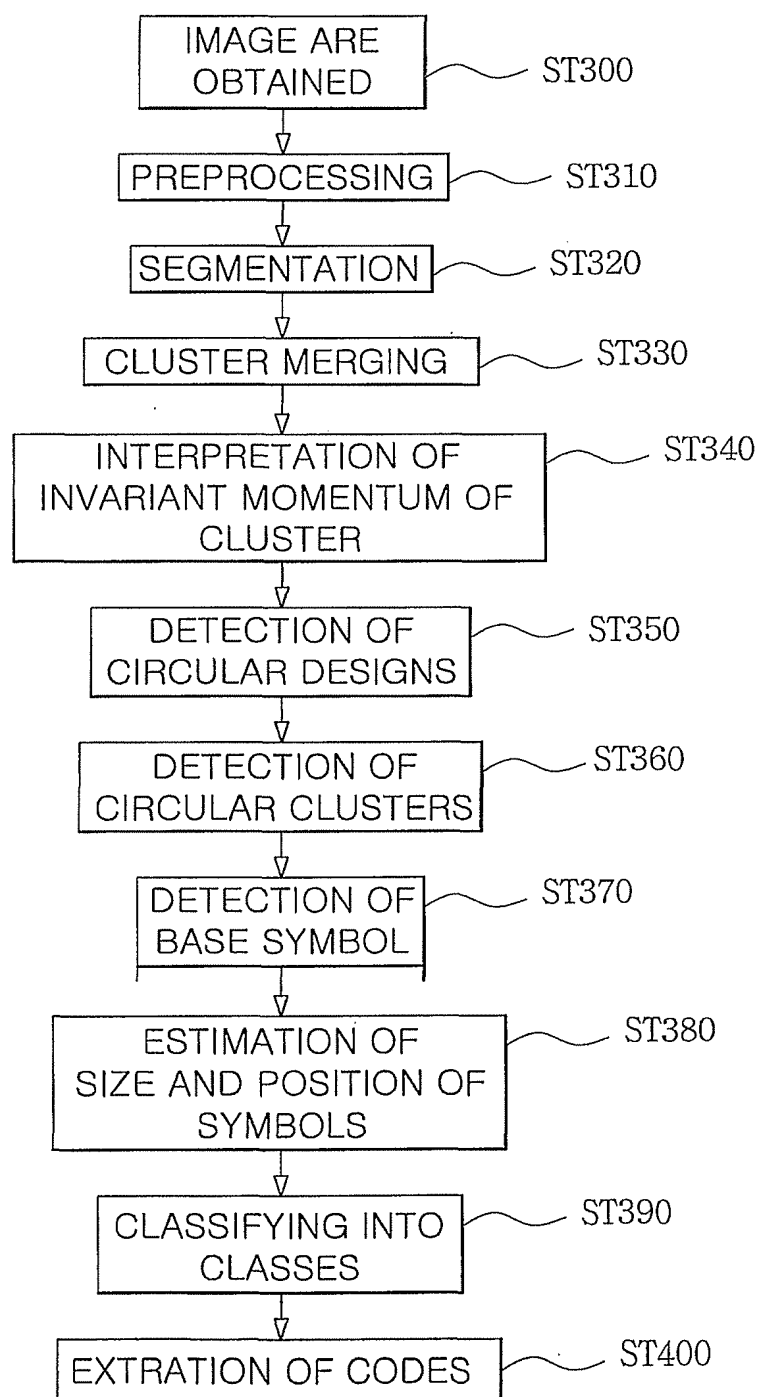 IMAGE ARE
OBTAINED
ST300
PREPROCESSING
ST310
SEGMENTATION
ST320
CLUSTER MERGING
ST330
INTERPRETATION OF
INVARIANT MOMENTUM OF
CLUSTER
ST340
DETECTION OF
CIRCULAR DESIGNS
ST350
DETECTION OF
CIRCULAR CLUSTERS
ST360
DETECTION OF
BASE SYMBOL
ST370
ESTIMATION OF
SIZE AND POSITION OF
SYMBOLS
ST380
CLASSIFYING INTO
CLASSES
ST390
EXTRATION OF CODES
ST400